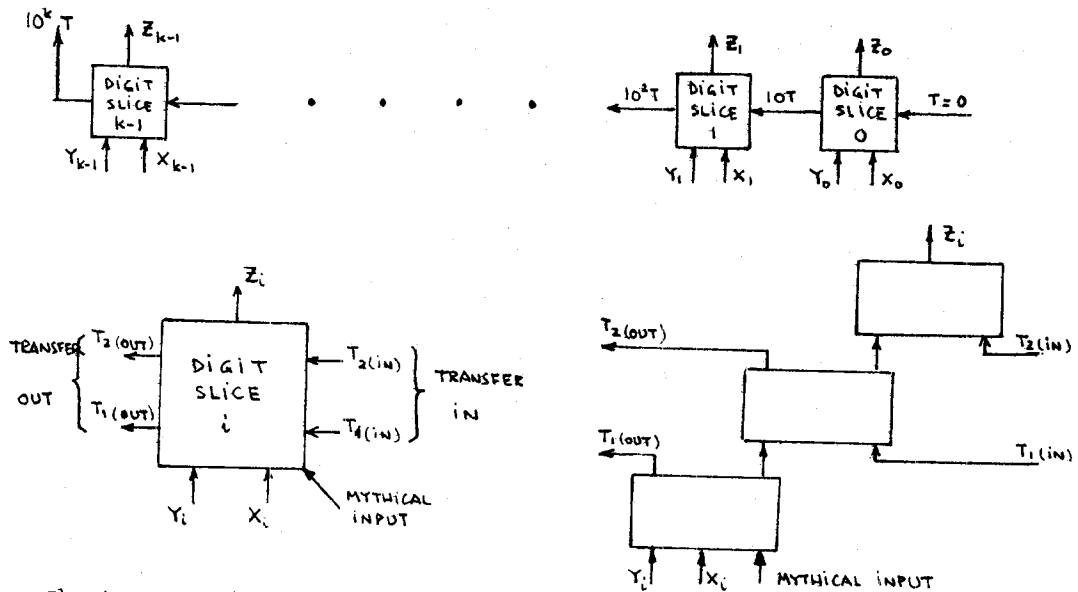 10^k T
Z_{k-1}
DIGIT
SLICE
k-1
Y_{k-1} X_{k-1}
Z_1
10²T
DIGIT
SLICE
1
Y_1 X_1
10T
Z_0
DIGIT
SLICE
0
T=0
Y_0 X_0
Z_i
TRANSFER
OUT
T_2(OUT)
T_1(OUT)
DIGIT
SLICE
i
T_2(IN)
T_1(IN)
TRANSFER
IN
Y_i X_i
MYTHICAL
INPUT
Z_i
T_2(OUT)
T_2(IN)
T_1(OUT)
T_1(IN)
Y_i X_i MYTHICAL INPUT